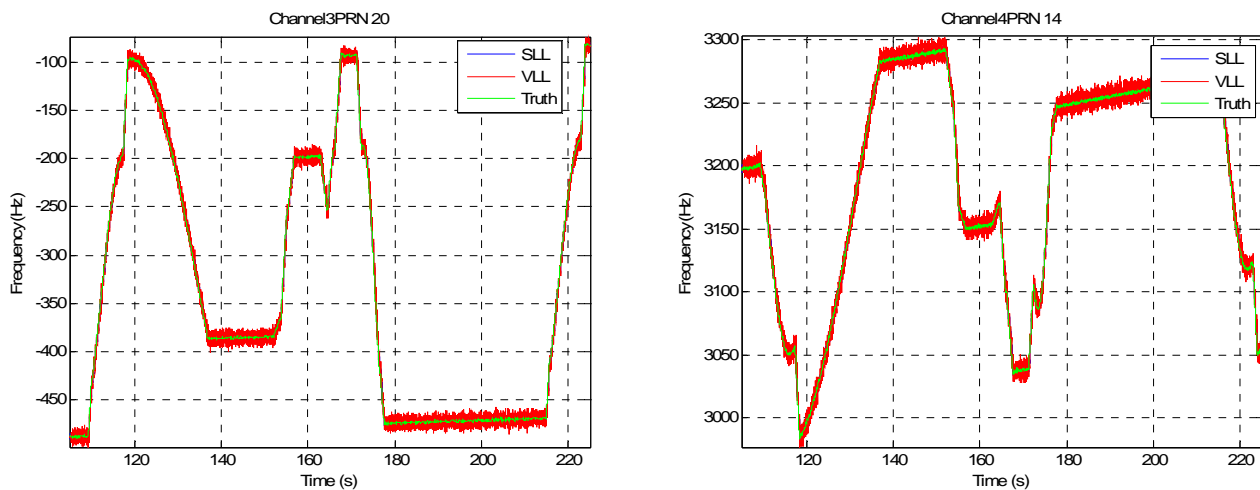 Channel3PRN 20
-100
-150
-200
-250
-300
-350
-400
-450
Frequency(Hz)
120 140 160 180 200 220
Time (s)
SLL
VLL
Truth
Channel4PRN 14
3300
3250
3200
3150
3100
3050
3000
Frequency(Hz)
120 140 160 180 200 220
Time (s)
SLL
VLL
Truth